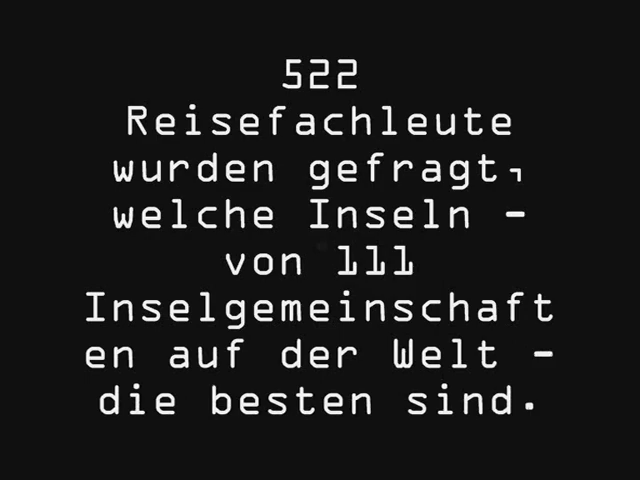 522
Reisefachleute
wurden gefragt,
welche Inseln -
von 111
Inselgemeinschaft
en auf der Welt -
die besten sind.